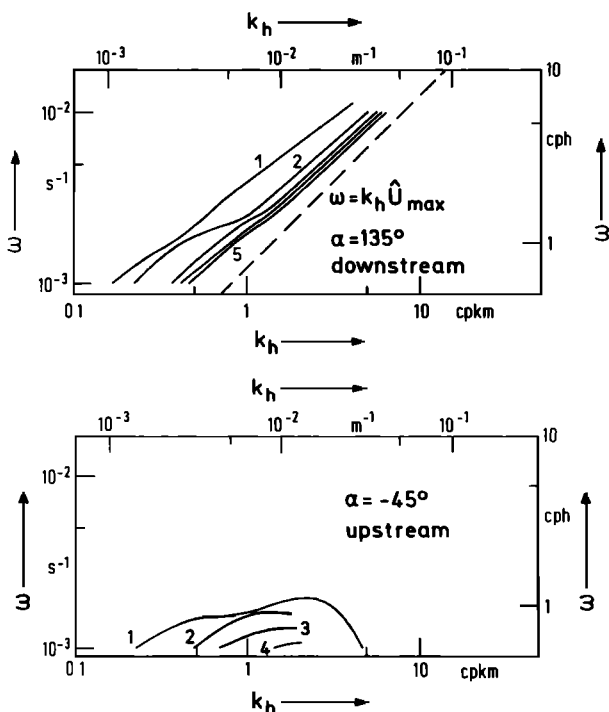 k_h
10⁻³ 10⁻² m⁻¹ 10⁻¹
10⁻² 10
1 2 cph
ω s⁻¹ ω
ω=k_h Û_max
α=135°
5 1
downstream
10⁻³
0 1 1 10 cpkm
k_h
k_h
10⁻³ 10⁻² m⁻¹ 10⁻¹
10
10⁻²
α=-45°
cph
upstream
ω s⁻¹ ω
1
1 2 3
4
10⁻³
0 1 1 10 cpkm
k_h